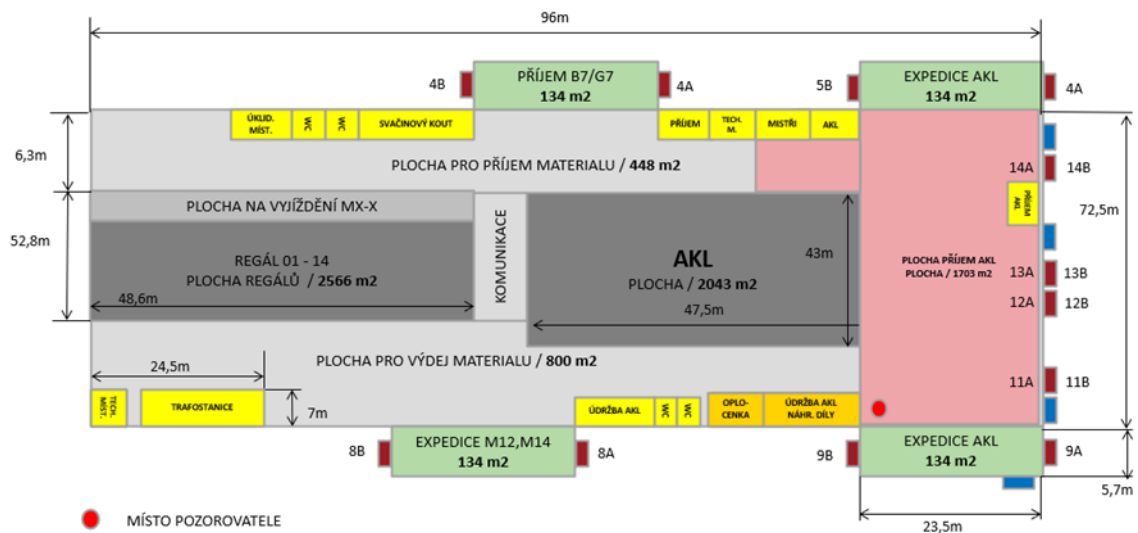 96m
4B
PŘÍJEM B7/G7
134 m2
4A
5B
EXPEDICE AKL
134 m2
4A
ÚKLID.
MÍST.
WC
WC
SVAČINOVÝ KOUT
PŘÍJEM
TECH.
M.
MISTŘI
AKL
6,3m
PLOCHA PRO PŘÍJEM MATERIALU / 448 m2
14A
14B
PŘÍJEM
AKL
72,5m
PLOCHA NA VYJÍŽDĚNÍ MX-X
52,8m
REGÁL 01 - 14
PLOCHA REGÁLŮ / 2566 m2
48,6m
KOMUNIKACE
AKL
PLOCHA / 2043 m2
43m
47,5m
PLOCHA PŘÍJEM AKL
PLOCHA / 1703 m2
13A
13B
12A
12B
PLOCHA PRO VÝDEJ MATERIALU / 800 m2
24,5m
11A
11B
TECH.
MÍST.
TRAFOSTANICE
7m
ÚDRŽBA AKL
WC
WC
OPLO-
CENKA
ÚDRŽBA AKL
NÁHR. DÍLY
8B
EXPEDICE M12,M14
134 m2
8A
9B
EXPEDICE AKL
134 m2
9A
5,7m
23,5m
MÍSTO POZOROVATELE